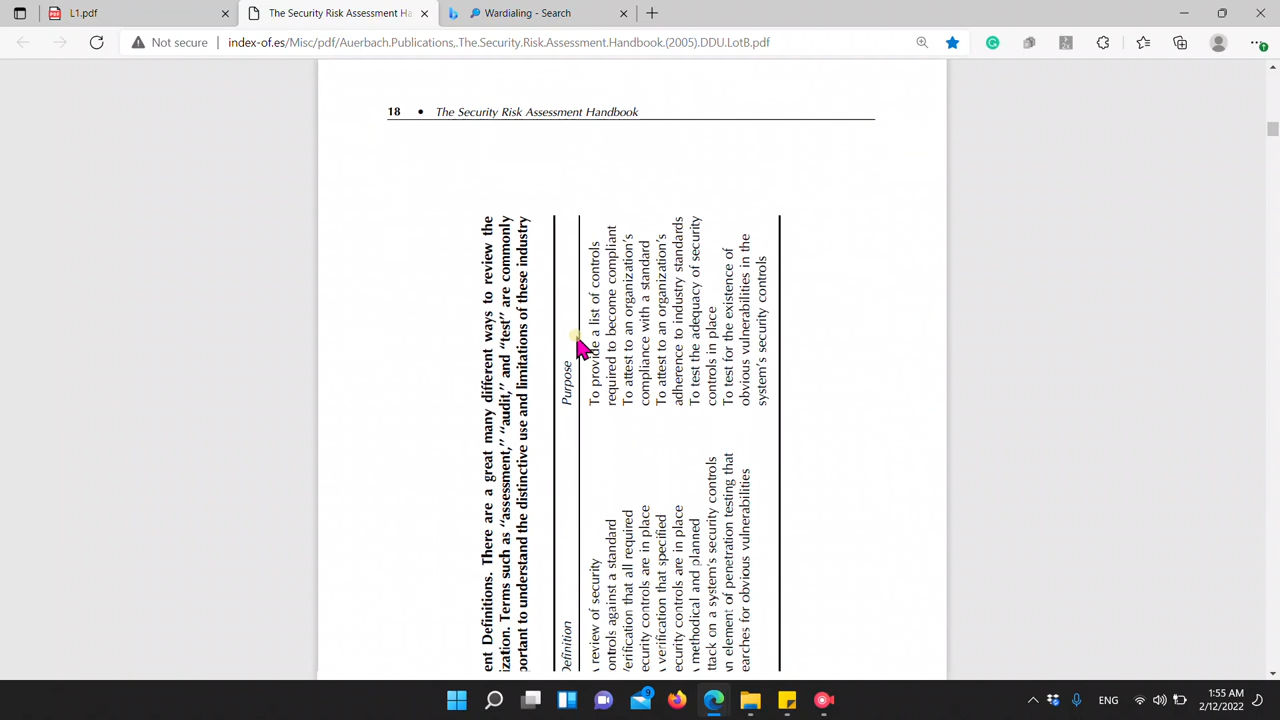 L1.pdf
The Security Risk Assessment Ha
Wardialing - Search
Not secure
index-of.es/Misc/pdf/Auerbach.Publications,.The.Security.Risk.Assessment.Handbook.(2005).DDU.LotB.pdf
18 • The Security Risk Assessment Handbook
ent Definitions. There are a great many different ways to review the
ization. Terms such as “assessment,” “audit,” and “test” are commonly
portant to understand the distinctive use and limitations of these industry
Definition Purpose
A review of security To provide a list of controls
ontrols against a standard required to become compliant
Verification that all required To attest to an organization’s
ecurity controls are in place compliance with a standard
A verification that specified To attest to an organization’s
ecurity controls are in place adherence to industry standards
A methodical and planned To test the adequacy of security
ttack on a system’s security controls controls in place
An element of penetration testing that To test for the existence of
earches for obvious vulnerabilities obvious vulnerabilities in the
system’s security controls
9
ENG
1:55 AM
2/12/2022